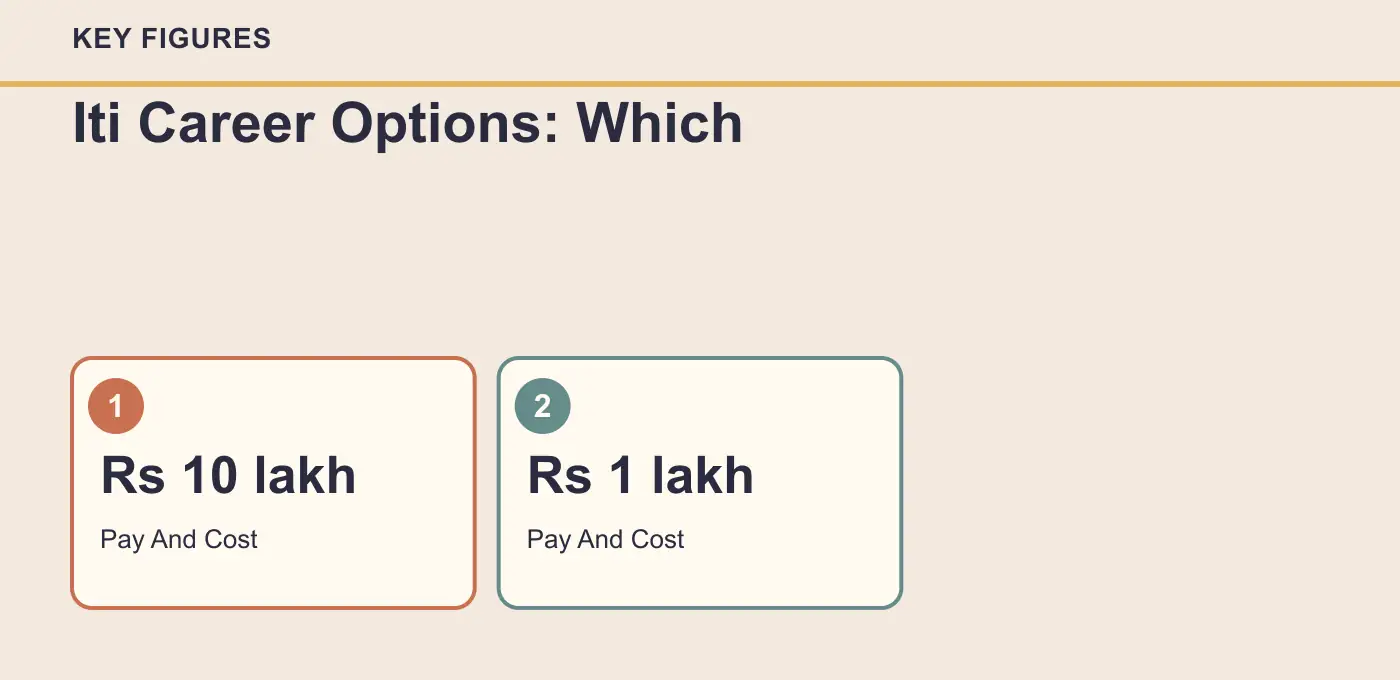 KEY FIGURES
Iti Career Options: Which
1
Rs 10 lakh
Pay And Cost
2
Rs 1 lakh
Pay And Cost